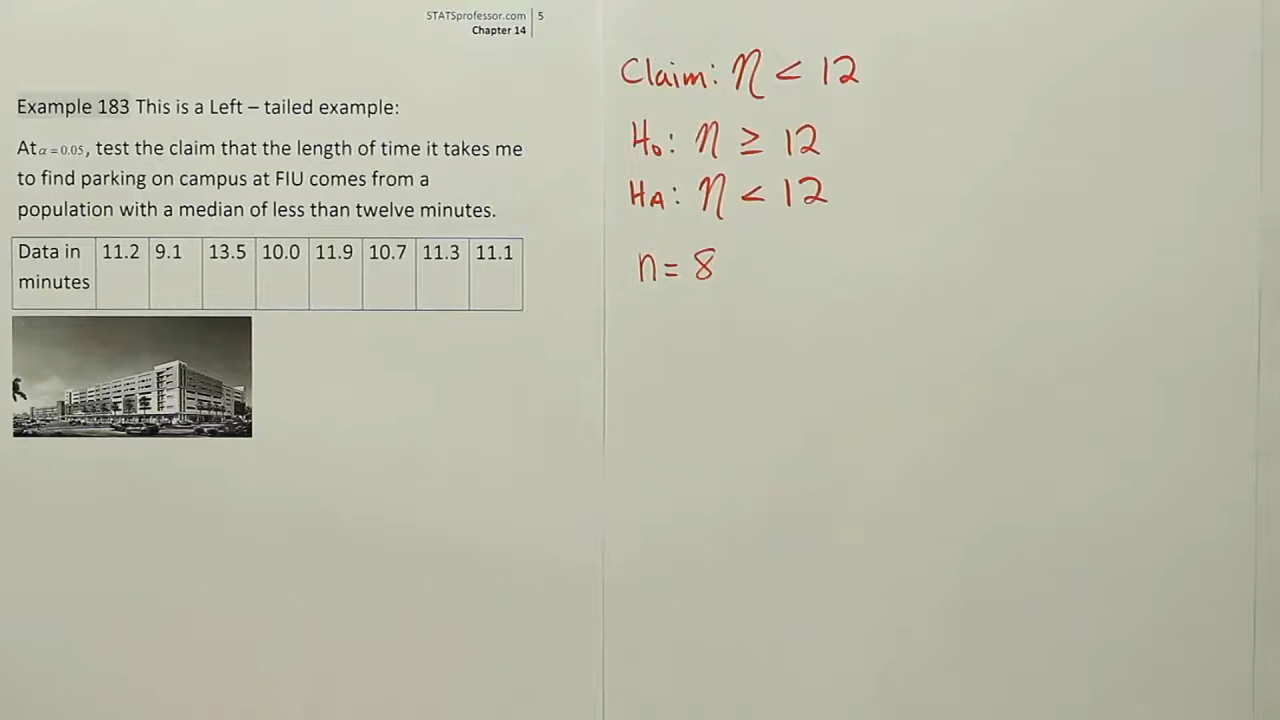 STATSprofessor.com 5
Chapter 14
Example 183 This is a Left – tailed example:
At α = 0.05, test the claim that the length of time it takes me
to find parking on campus at FIU comes from a
population with a median of less than twelve minutes.
Data in minutes 11.2 9.1 13.5 10.0 11.9 10.7 11.3 11.1
Claim: η < 12
H₀: η ≥ 12
HA: η < 12
n = 8